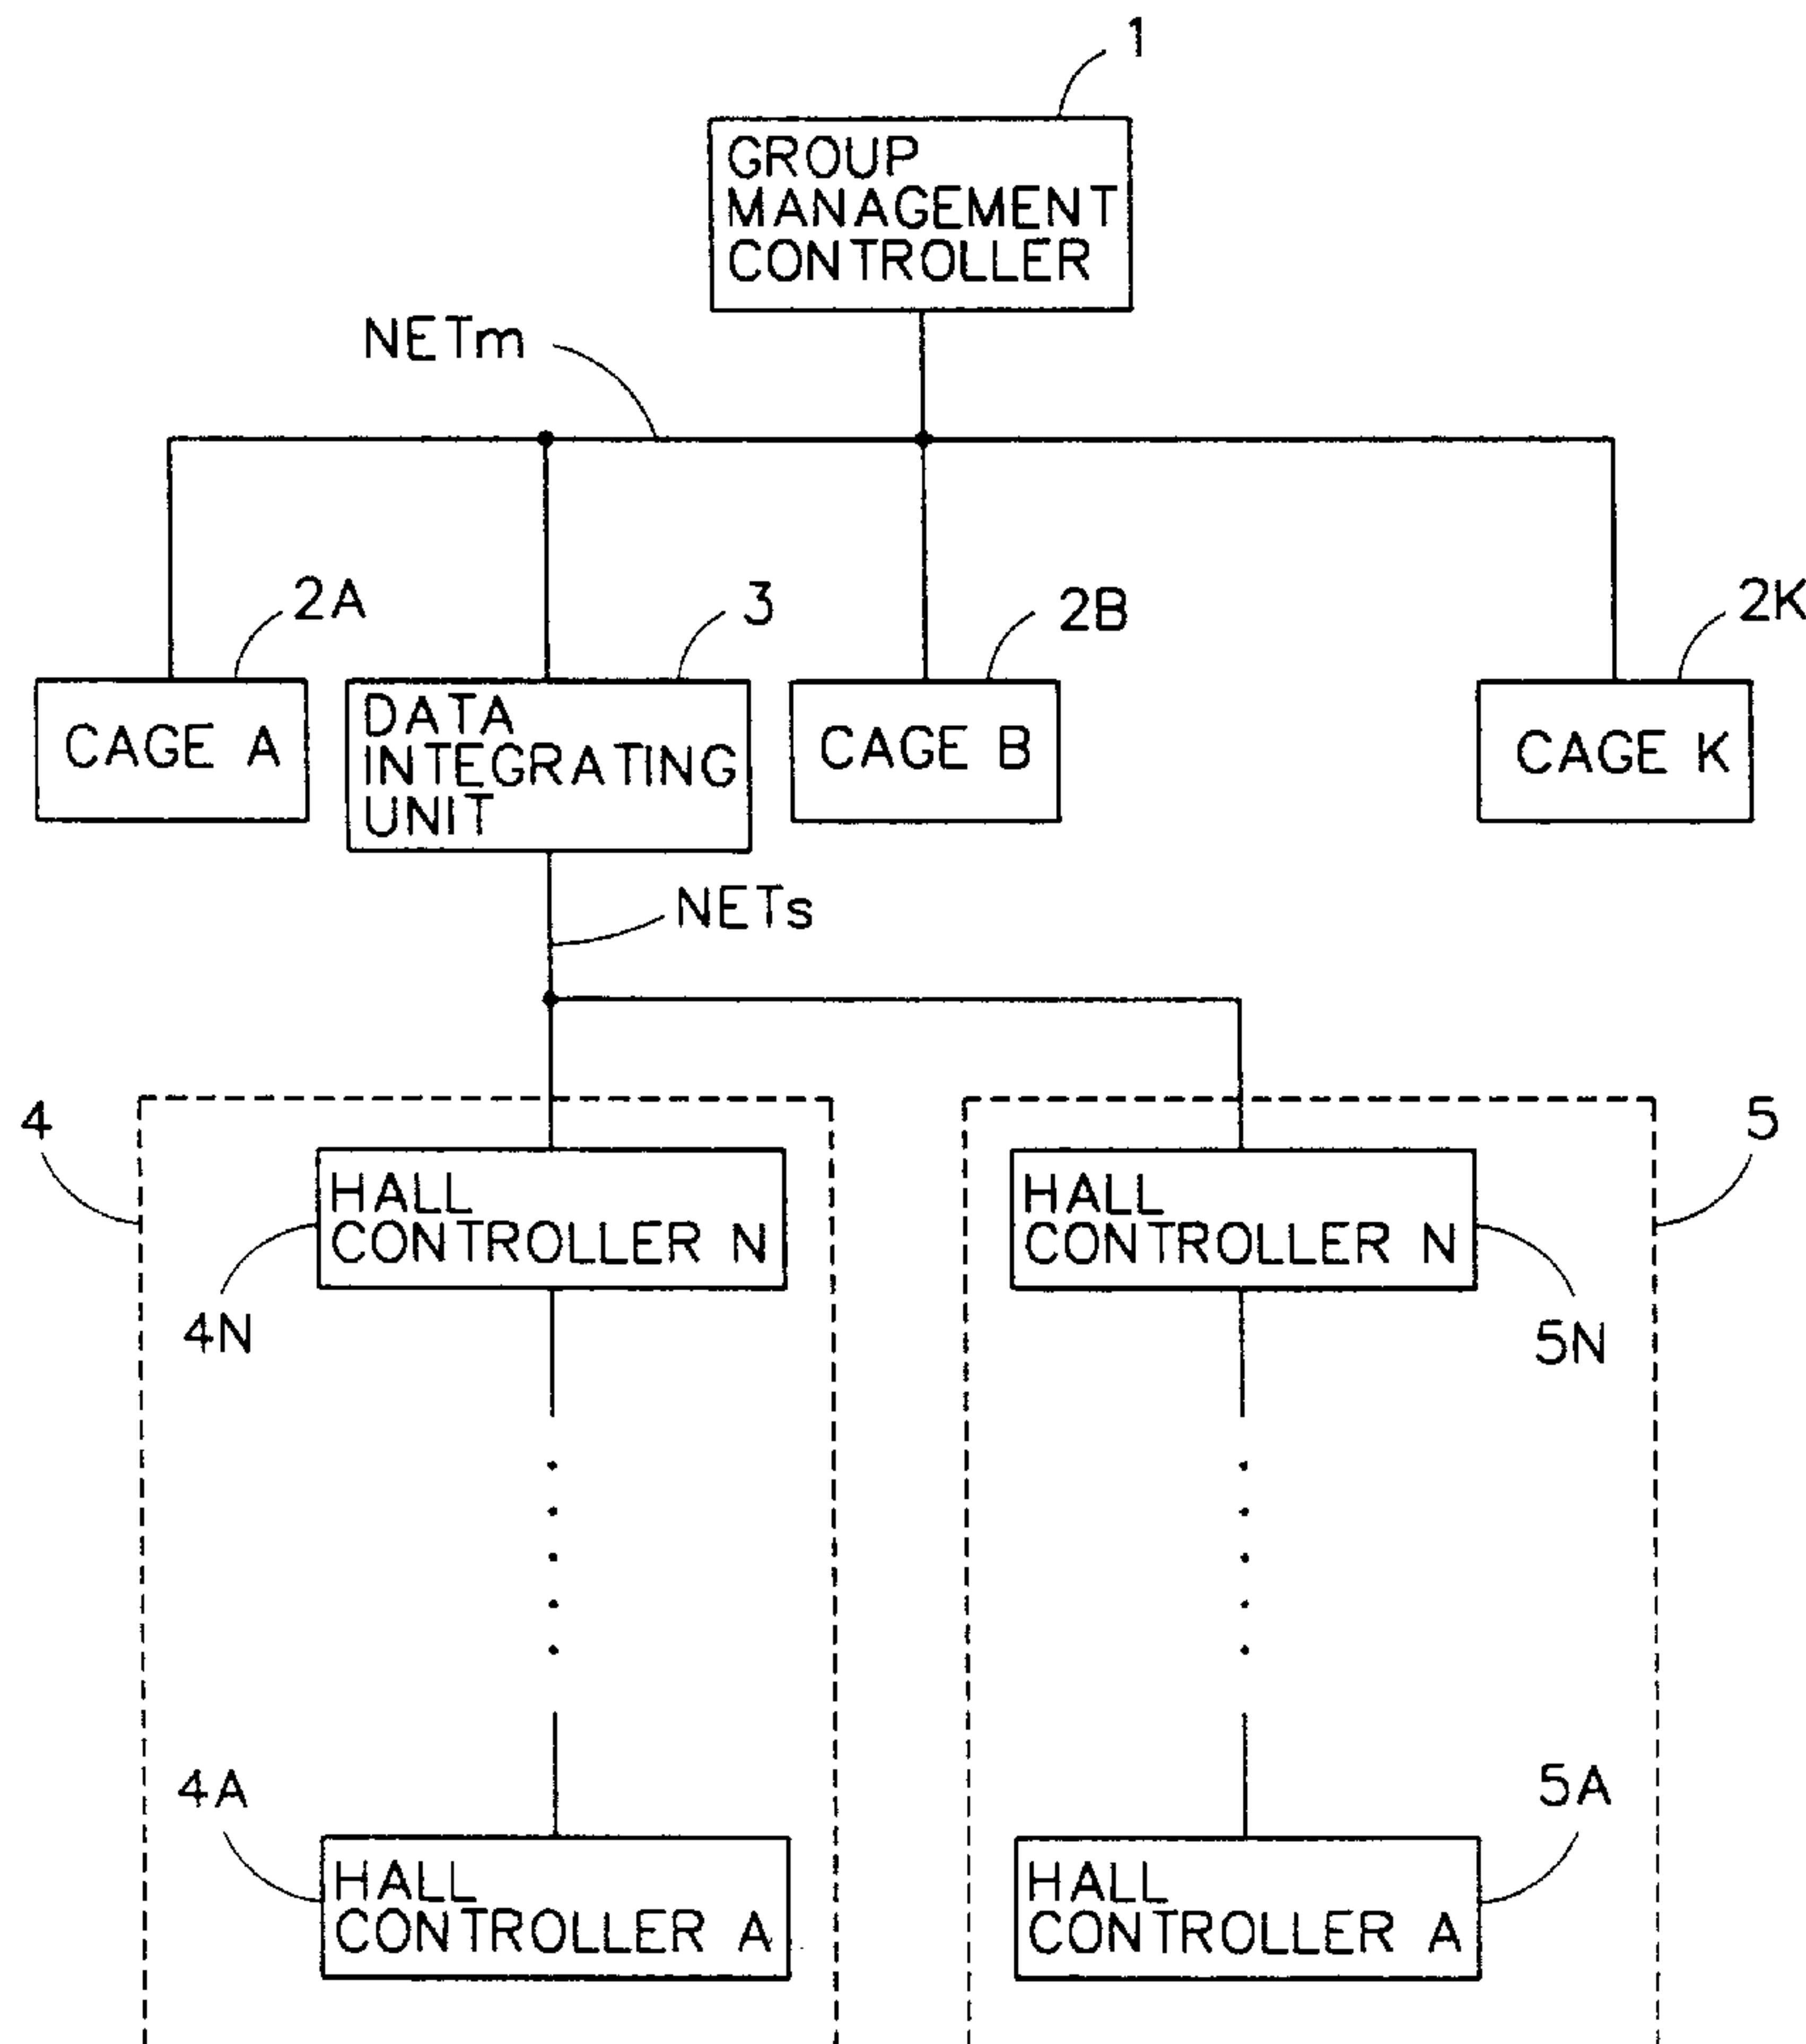 1
GROUP
MANAGEMENT
CONTROLLER
NETm
2A
3
2B
2K
CAGE A
DATA
INTEGRATING
UNIT
CAGE B
CAGE K
NETs
4
5
HALL
CONTROLLER N
HALL
CONTROLLER N
4N
5N
4A
5A
HALL
CONTROLLER A
HALL
CONTROLLER A